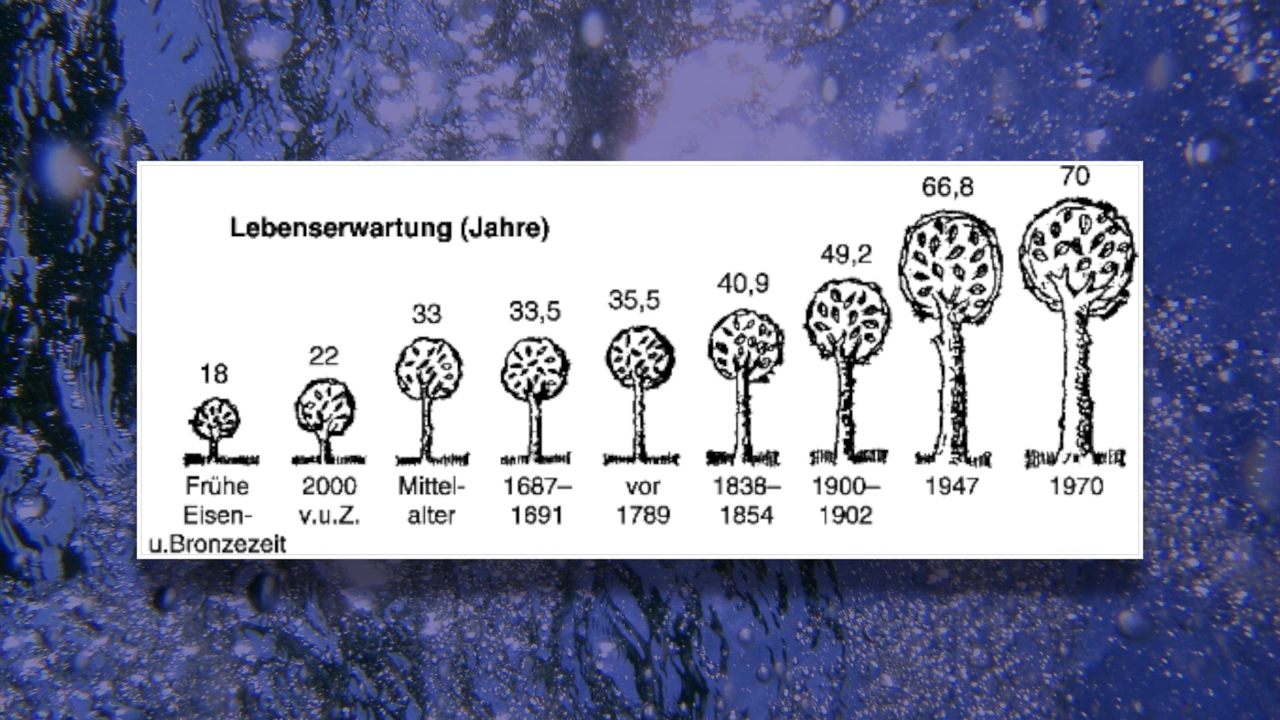 Lebenserwartung (Jahre)
18
22
33
33,5
35,5
40,9
49,2
66,8
70
Frühe
Eisen-
u.Bronzezeit
2000
v.u.Z.
Mittel-
alter
1687–
1691
vor
1789
1838–
1854
1900–
1902
1947
1970